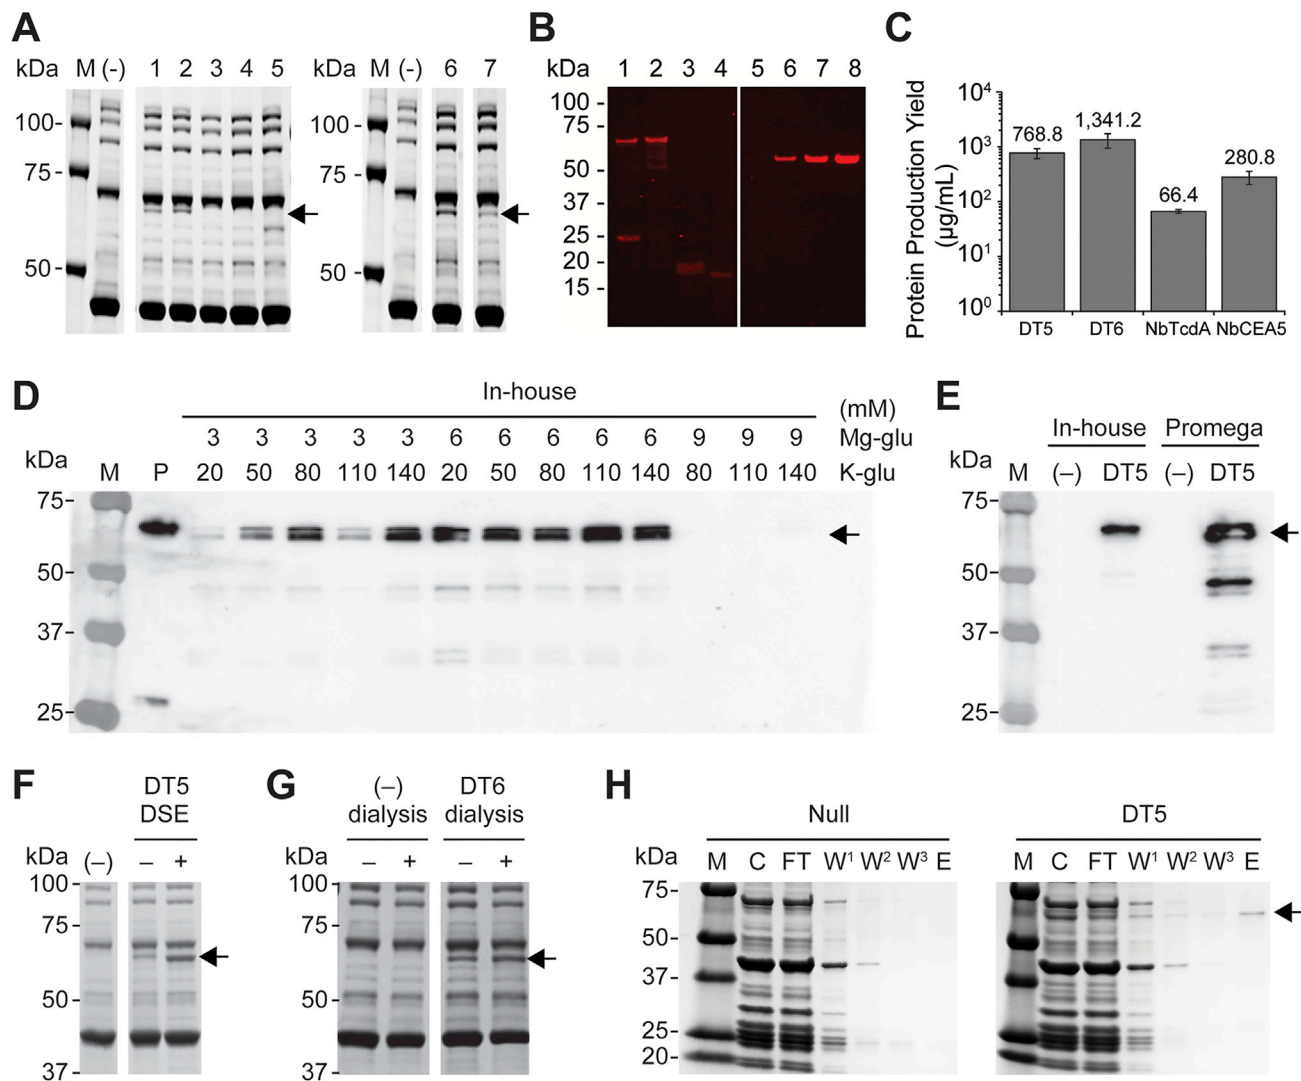 A
kDa M (-) 1 2 3 4 5
100-
75-
50-
kDa M (-) 6 7
100-
75-
50-
B
kDa 1 2 3 4 5 6 7 8
100 -
75 -
50 -
37 -
25 -
20 -
15 -
C
Protein Production Yield
(µg/mL)
10⁴
10³
10²
10¹
10⁰
768.8
1,341.2
66.4
280.8
DT5 DT6 NbTcdA NbCEA5
D
In-house
(mM)
3 3 3 3 3 6 6 6 6 6 9 9 9 Mg-glu
kDa M P 20 50 80 110 140 20 50 80 110 140 80 110 140 K-glu
75-
50-
37-
25-
E
In-house Promega
kDa M (–) DT5 (–) DT5
75-
50-
37-
25-
F
DT5
DSE
kDa (–) – +
100-
75-
50-
37-
G
(–) DT6
dialysis dialysis
kDa – + – +
100-
75-
50-
37-
H
Null DT5
kDa M C FT W¹ W² W³ E M C FT W¹ W² W³ E
75-
50-
37-
25-
20-